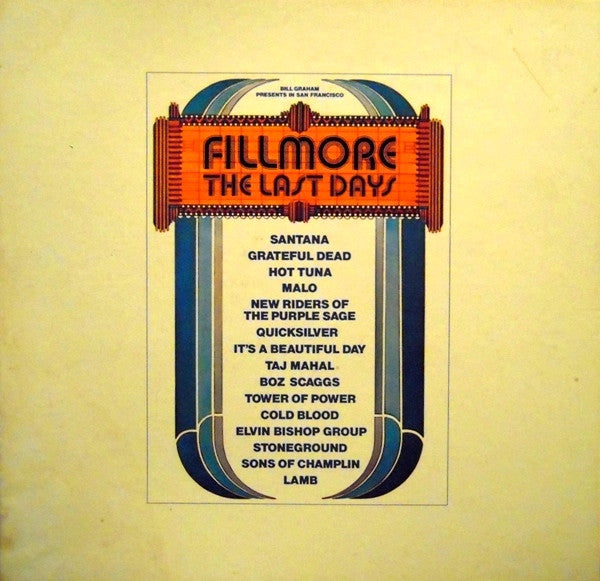 BILL GRAHAM
PRESENTS IN SAN FRANCISCO
FILLMORE
THE LAST DAYS
SANTANA
GRATEFUL DEAD
HOT TUNA
MALO
NEW RIDERS OF
THE PURPLE SAGE
QUICKSILVER
IT'S A BEAUTIFUL DAY
TAJ MAHAL
BOZ SCAGGS
TOWER OF POWER
COLD BLOOD
ELVIN BISHOP GROUP
STONEGROUND
SONS OF CHAMPLIN
LAMB